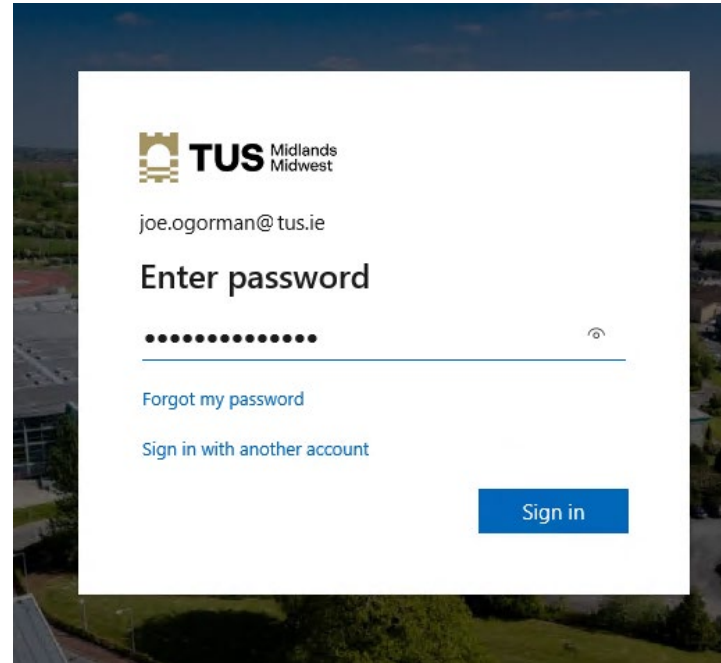 TUS Midlands
Midwest
joe.ogorman@tus.ie
Enter password
••••••••••••••
Forgot my password
Sign in with another account
Sign in